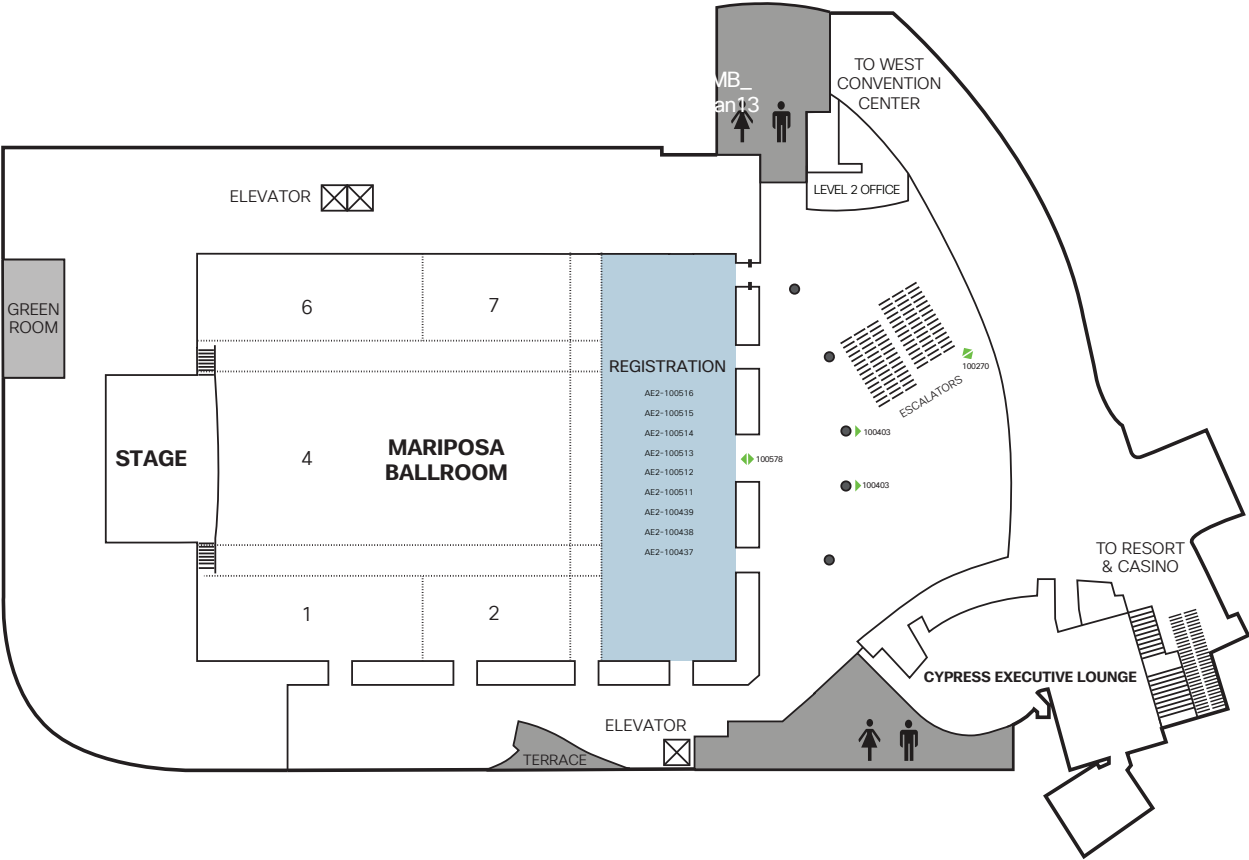 MB_
an13
TO WEST
CONVENTION
CENTER
LEVEL 2 OFFICE
ELEVATOR
GREEN
ROOM
6
7
REGISTRATION
AE2-100516
AE2-100515
AE2-100514
AE2-100513
AE2-100512
AE2-100511
AE2-100439
AE2-100438
AE2-100437
100270
ESCALATORS
100403
100578
100403
STAGE
4
MARIPOSA
BALLROOM
1
2
TO RESORT
& CASINO
CYPRESS EXECUTIVE LOUNGE
ELEVATOR
TERRACE